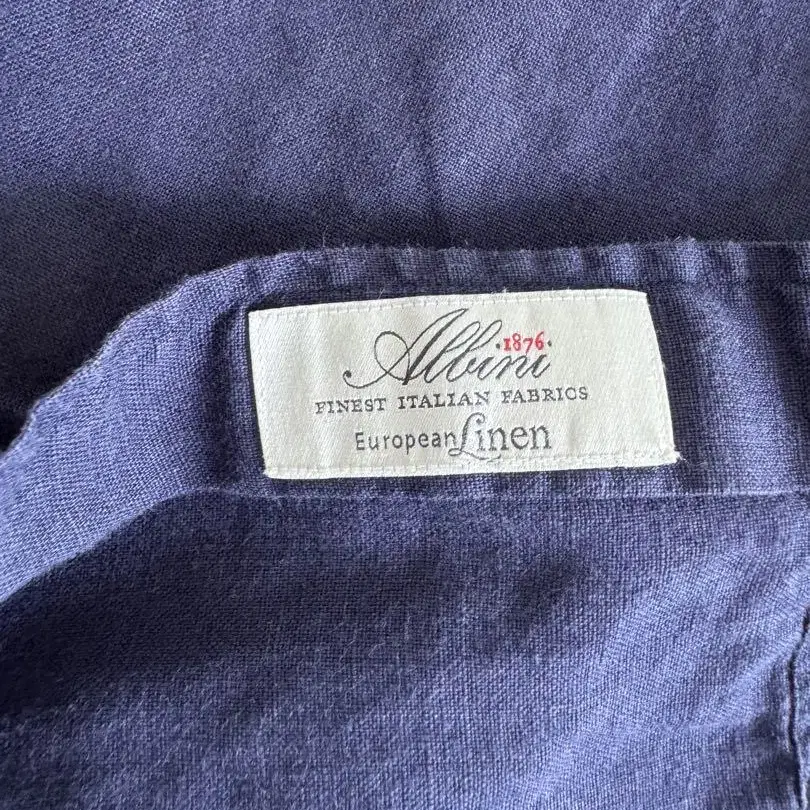 Albini ·1876·
FINEST ITALIAN FABRICS
European Linen